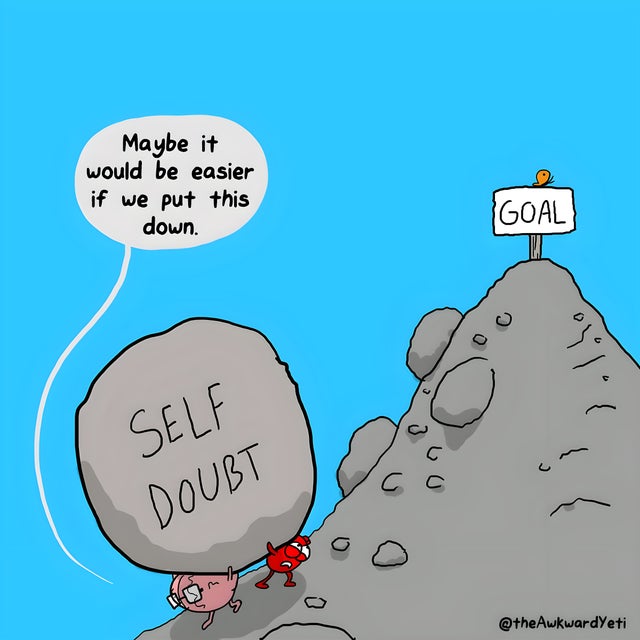 Maybe it
would be easier
if we put this
down.
GOAL
SELF
DOUBT
@theAwkwardYeti